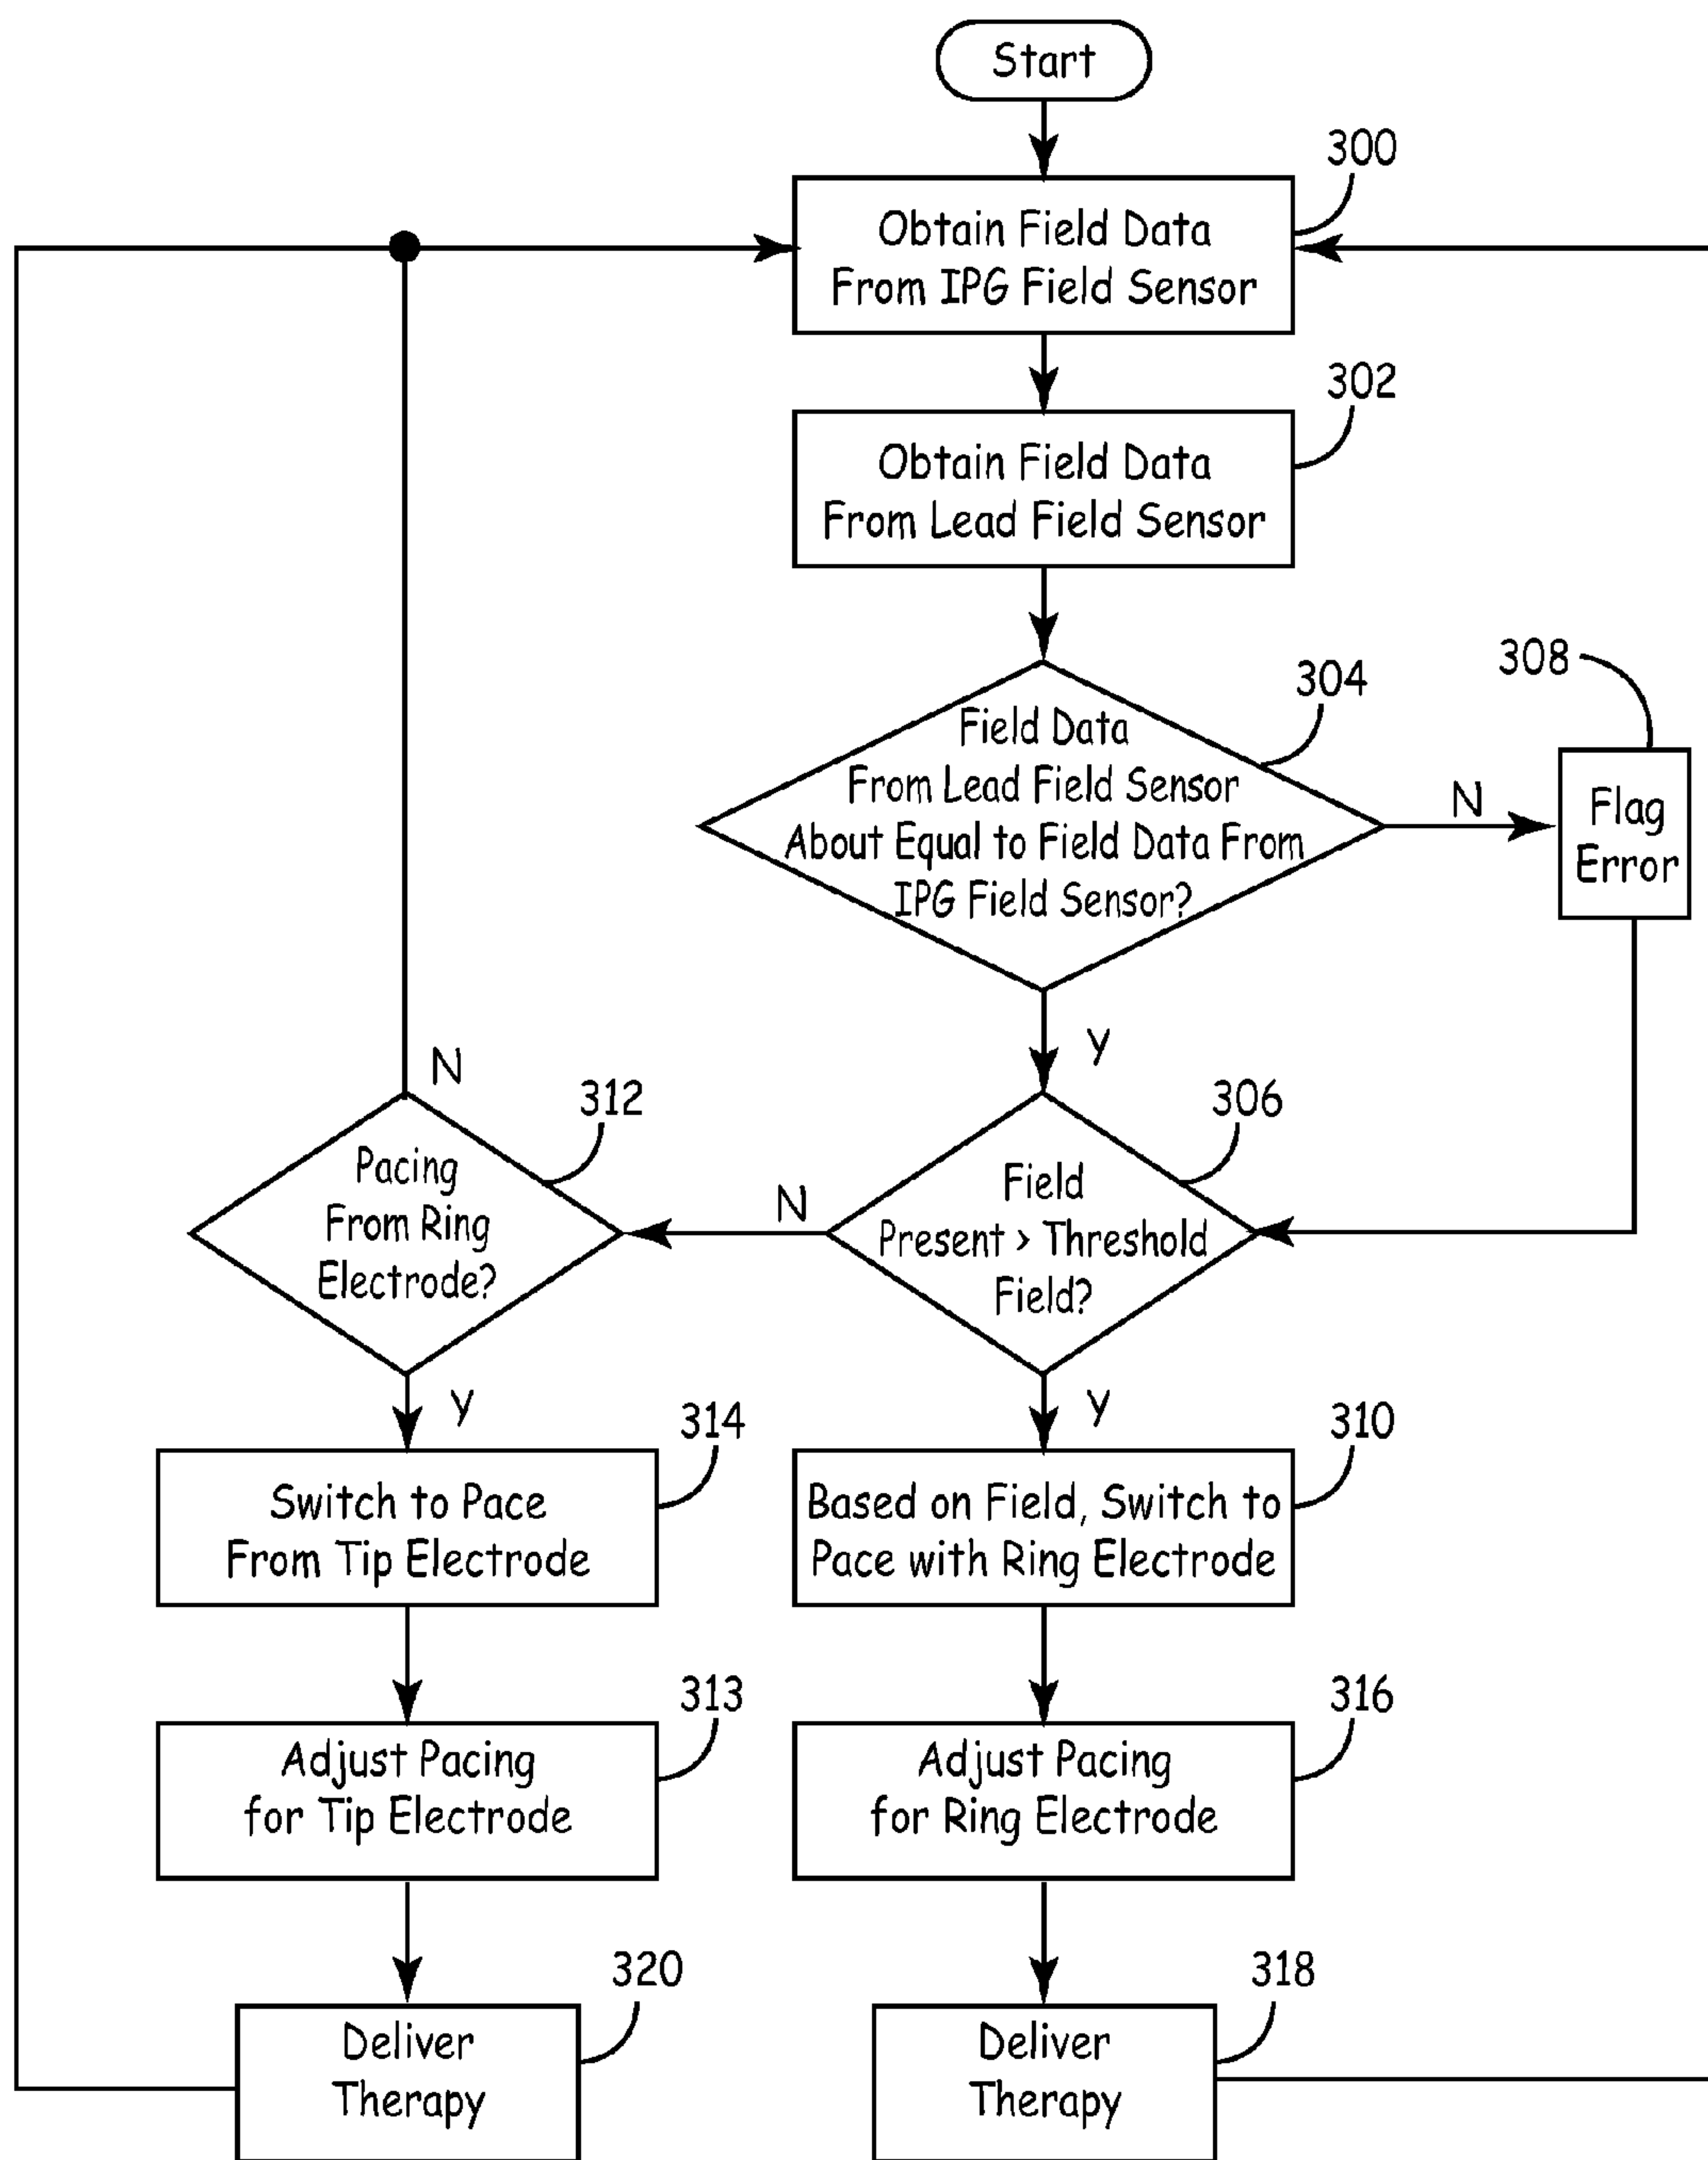 Start
300
Obtain Field Data
From IPG Field Sensor
302
Obtain Field Data
From Lead Field Sensor
304
308
Field Data
From Lead Field Sensor
About Equal to Field Data From
IPG Field Sensor?
N
Flag
Error
Y
N
312
306
Pacing
From Ring
Electrode?
N
Field
Present > Threshold
Field?
Y
Y
314
310
Switch to Pace
From Tip Electrode
Based on Field, Switch to
Pace with Ring Electrode
313
316
Adjust Pacing
for Tip Electrode
Adjust Pacing
for Ring Electrode
320
318
Deliver
Therapy
Deliver
Therapy